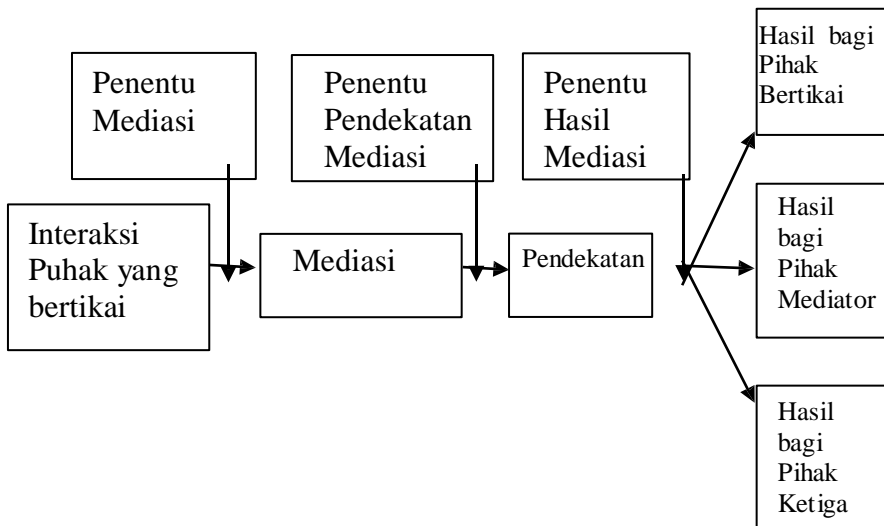 Penentu
Mediasi
Penentu
Pendekatan
Mediasi
Penentu
Hasil
Mediasi
Hasil bagi
Pihak
Bertikai
Interaksi
Puhak yang
bertikai
Mediasi
Pendekatan
Hasil
bagi
Pihak
Mediator
Hasil
bagi
Pihak
Ketiga